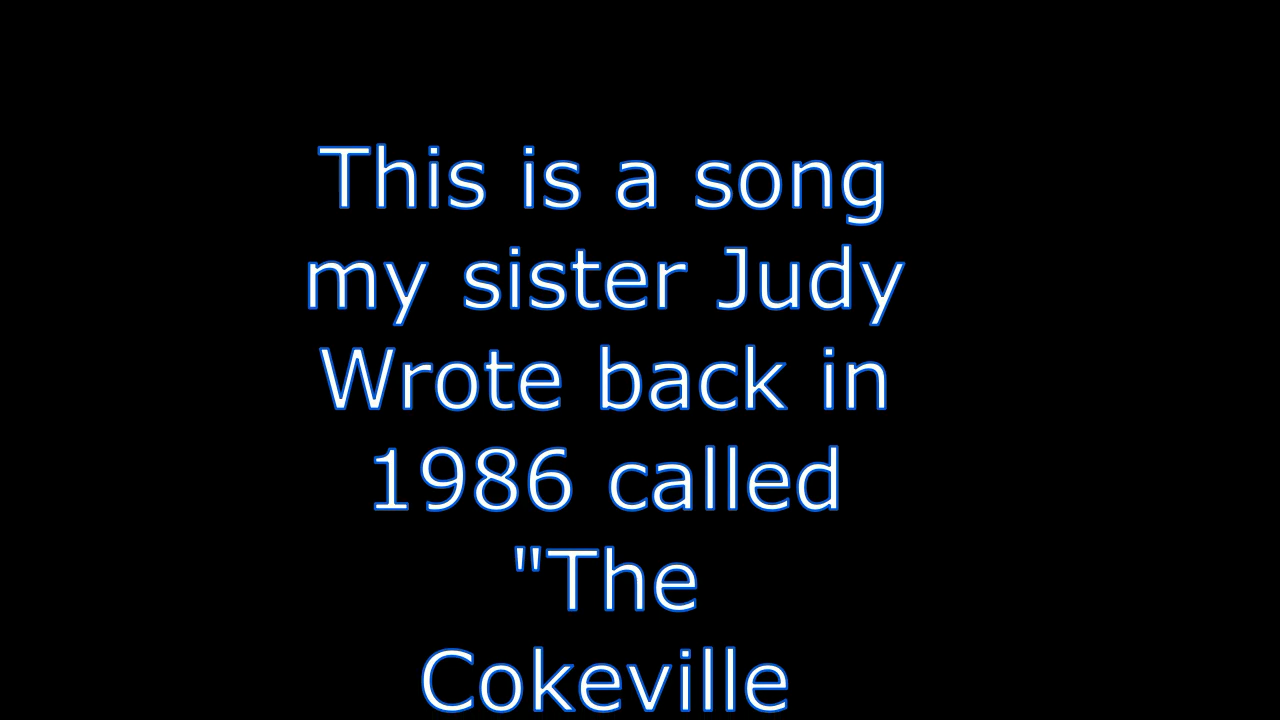 This is a song
my sister Judy
Wrote back in
1986 called
"The
Cokeville